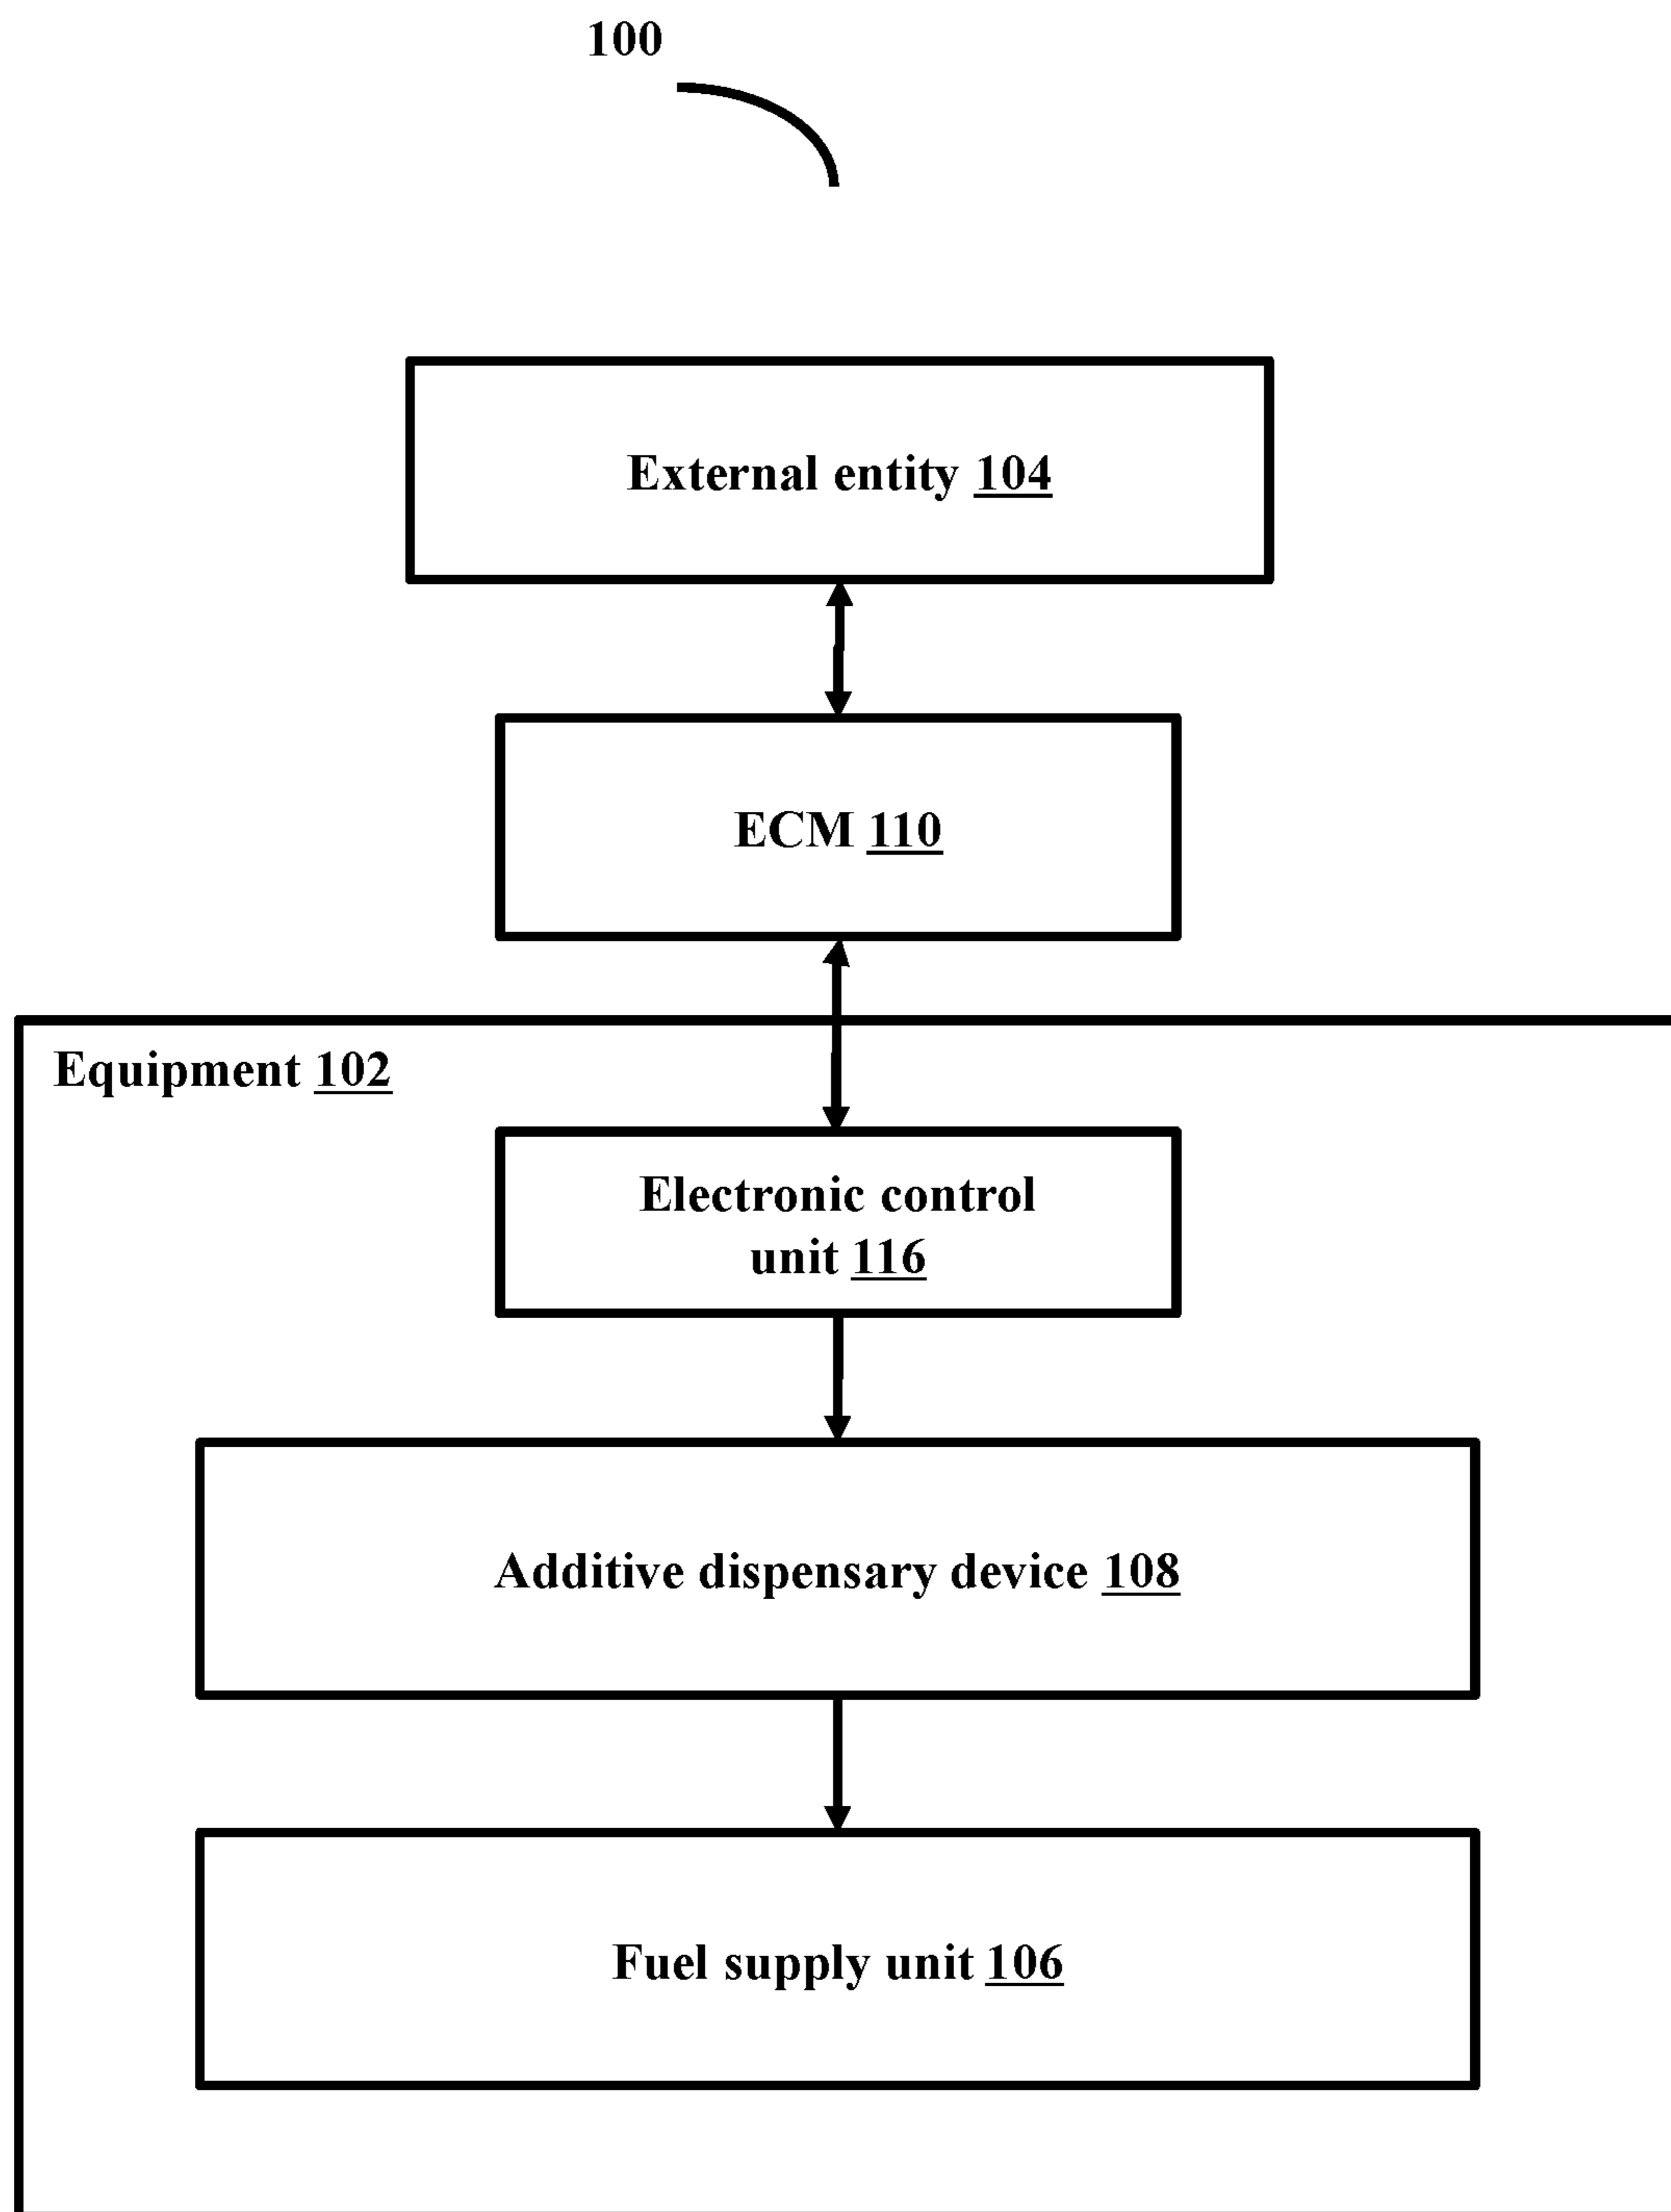 100
External entity 104
ECM 110
Equipment 102
Electronic control
unit 116
Additive dispensary device 108
Fuel supply unit 106